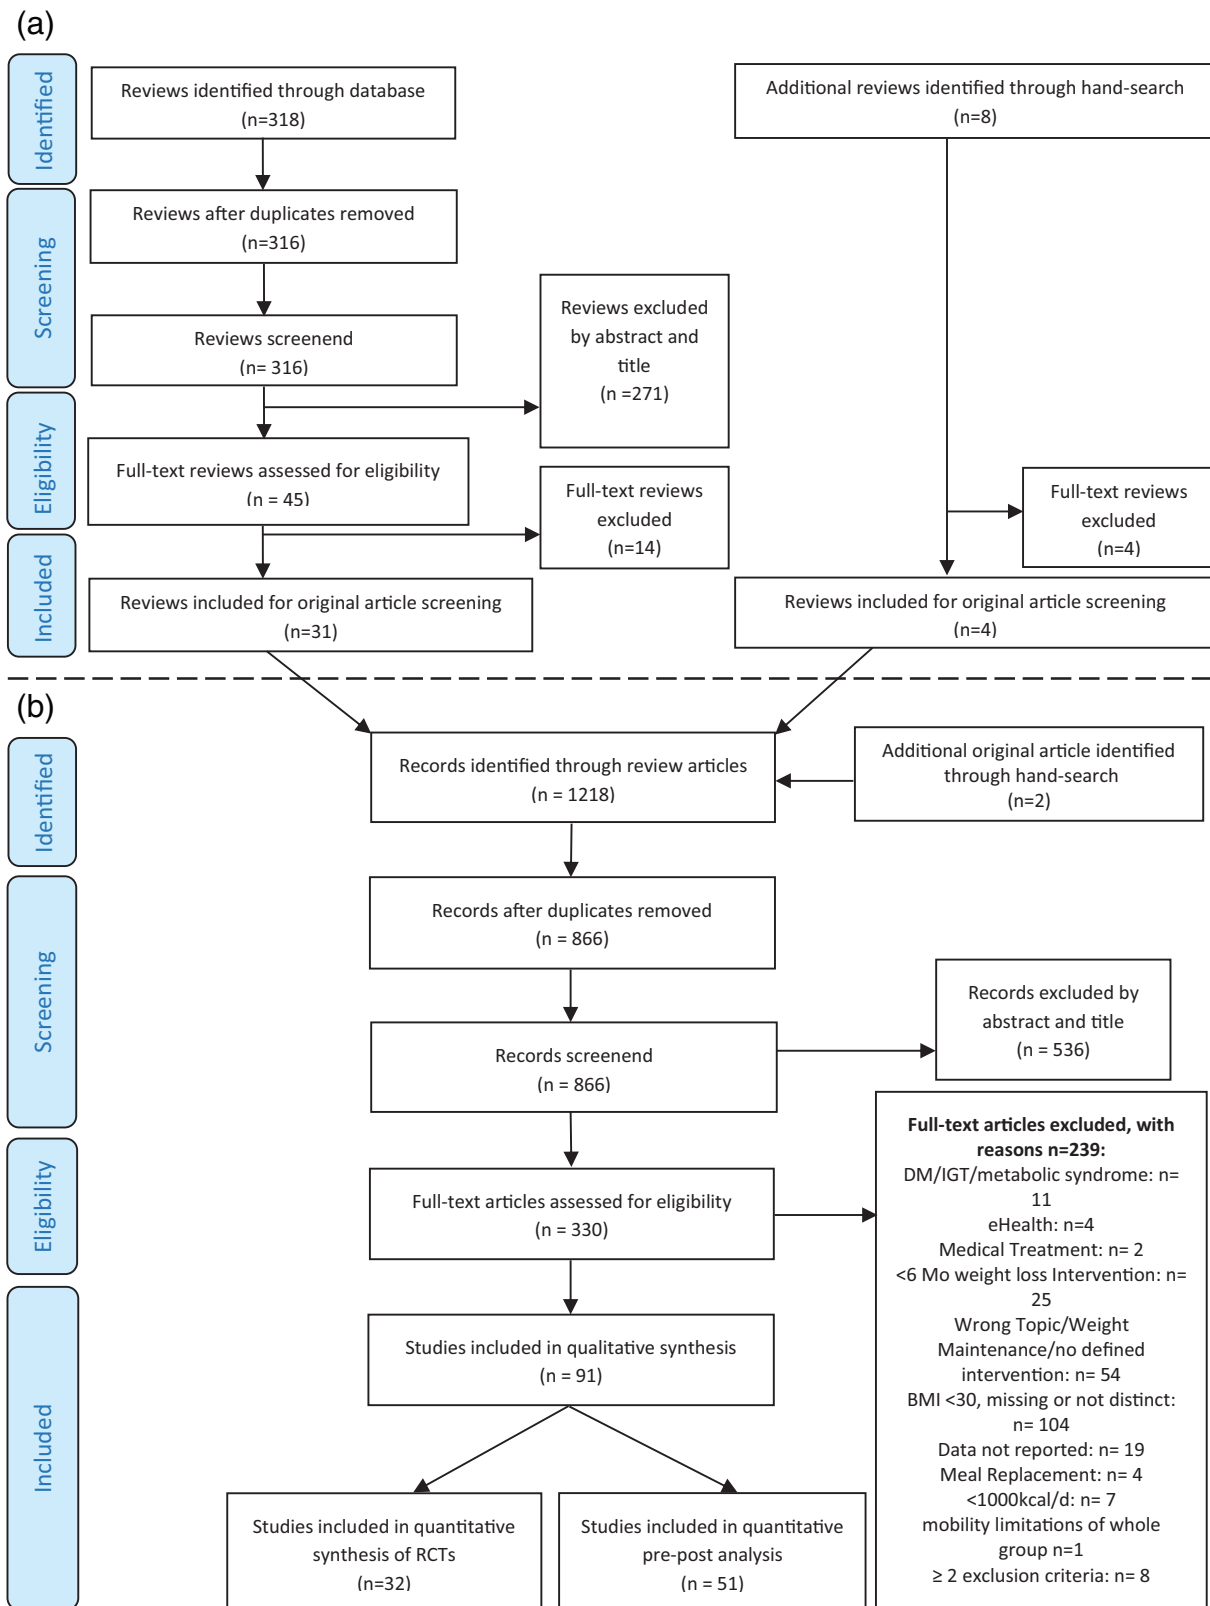 (a)
Identified
Reviews identified through database
(n=318)
Additional reviews identified through hand-search
(n=8)
Screening
Reviews after duplicates removed
(n=316)
Reviews screenend
(n= 316)
Reviews excluded
by abstract and
title
(n =271)
Eligibility
Full-text reviews assessed for eligibility
(n = 45)
Full-text reviews
excluded
(n=14)
Full-text reviews
excluded
(n=4)
Included
Reviews included for original article screening
(n=31)
Reviews included for original article screening
(n=4)
(b)
Identified
Records identified through review articles
(n = 1218)
Additional original article identified
through hand-search
(n=2)
Screening
Records after duplicates removed
(n = 866)
Records screenend
(n = 866)
Records excluded by
abstract and title
(n = 536)
Eligibility
Full-text articles assessed for eligibility
(n = 330)
Full-text articles excluded, with
reasons n=239:
DM/IGT/metabolic syndrome: n=
11
eHealth: n=4
Medical Treatment: n= 2
<6 Mo weight loss Intervention: n=
25
Wrong Topic/Weight
Maintenance/no defined
intervention: n= 54
BMI <30, missing or not distinct:
n= 104
Data not reported: n= 19
Meal Replacement: n= 4
<1000kcal/d: n= 7
mobility limitations of whole
group n=1
≥ 2 exclusion criteria: n= 8
Included
Studies included in qualitative synthesis
(n = 91)
Studies included in quantitative
synthesis of RCTs
(n=32)
Studies included in quantitative
pre-post analysis
(n = 51)